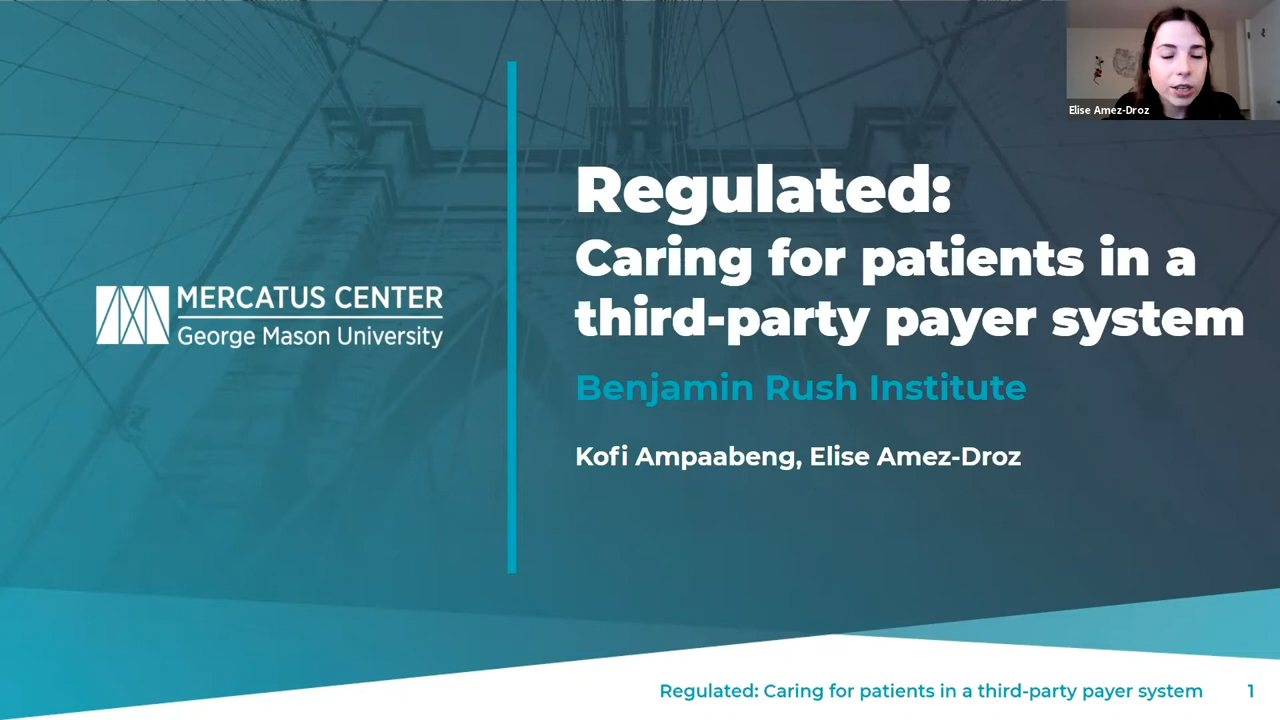 Elise Amez-Droz
MERCATUS CENTER
George Mason University
Regulated:
Caring for patients in a
third-party payer system
Benjamin Rush Institute
Kofi Ampaabeng, Elise Amez-Droz
Regulated: Caring for patients in a third-party payer system 1